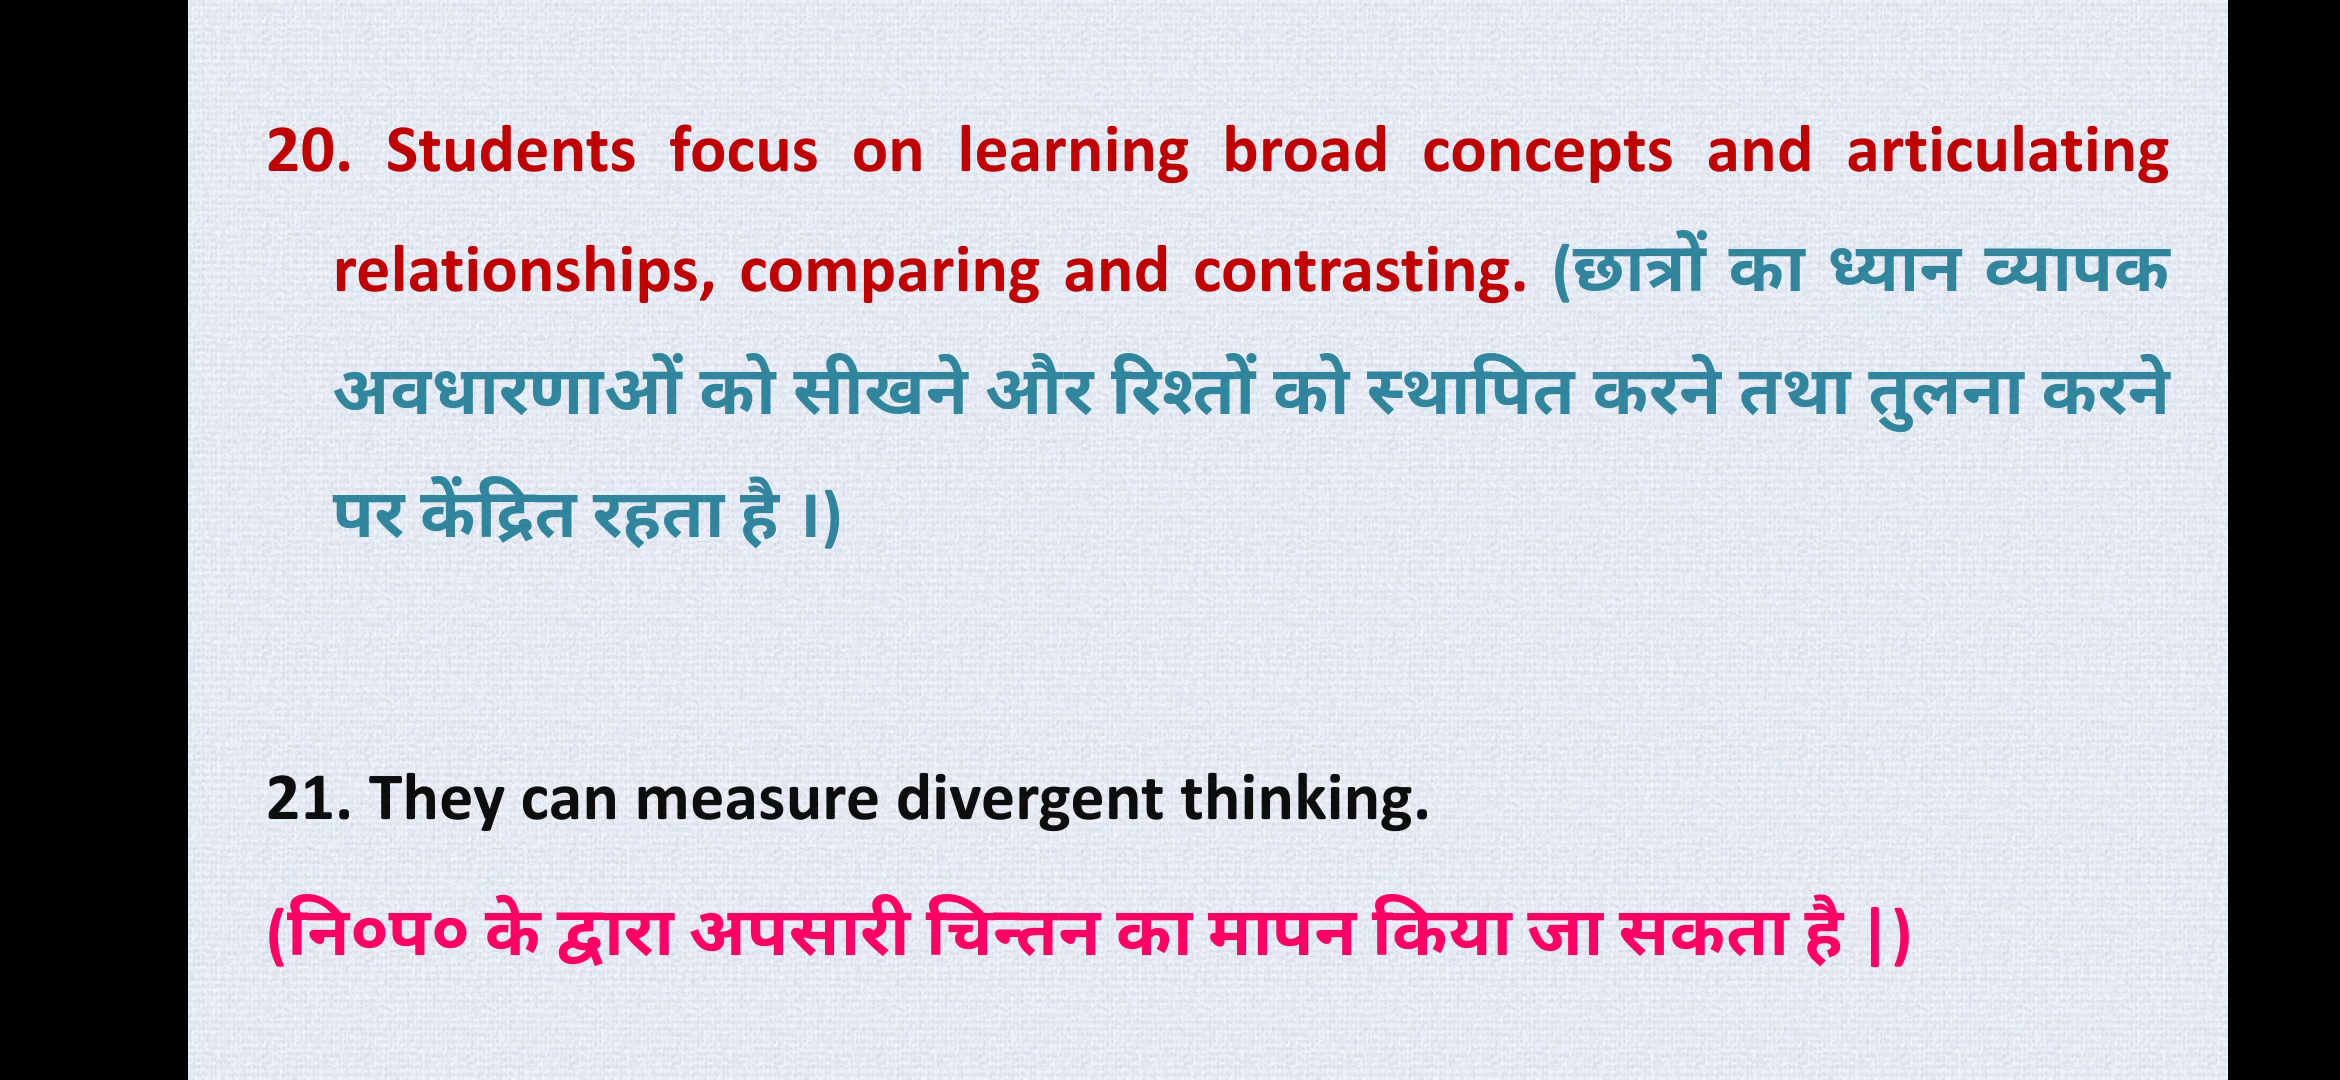 20. Students focus on learning broad concepts and articulating
relationships, comparing and contrasting. (छात्रों का ध्यान व्यापक
अवधारणाओं को सीखने और रिश्तों को स्थापित करने तथा तुलना करने
पर केंद्रित रहता है ।)
21. They can measure divergent thinking.
(नि०प० के द्वारा अपसारी चिन्तन का मापन किया जा सकता है |)